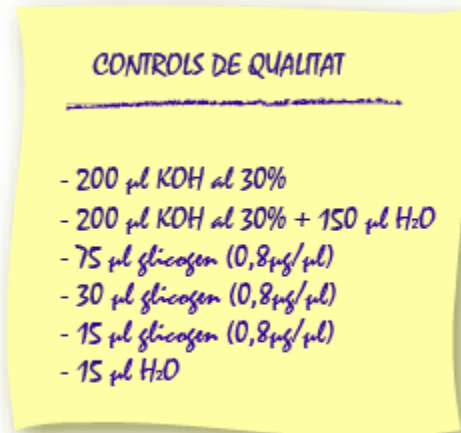 CONTROLS DE QUALITAT
- 200 µl KOH al 30%
- 200 µl KOH al 30% + 150 µl H₂O
- 75 µl glicogen (0,8µg/µl)
- 30 µl glicogen (0,8µg/µl)
- 15 µl glicogen (0,8µg/µl)
- 15 µl H₂O